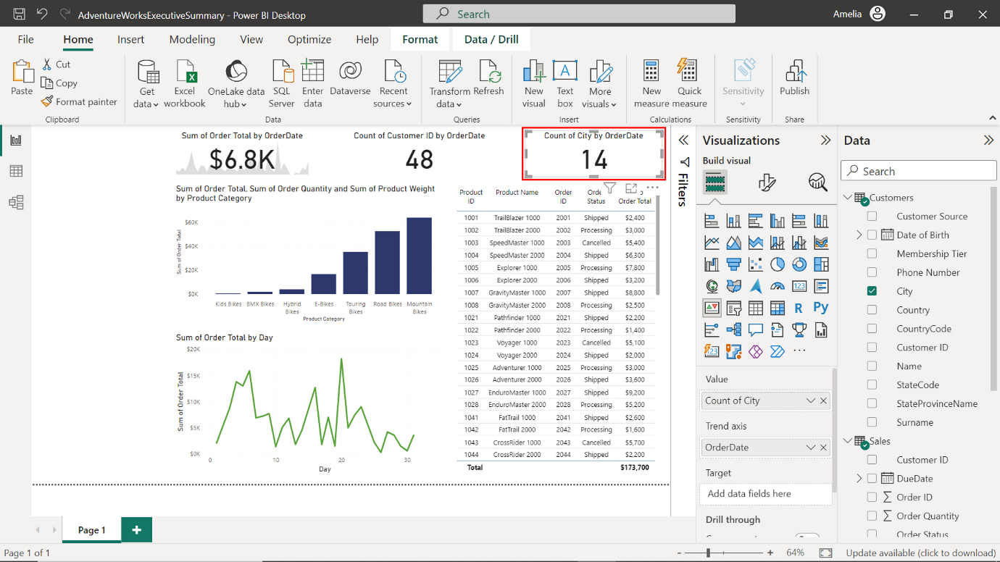 AdventureWorksExecutiveSummary - Power BI Desktop
Search
Amelia
File Home Insert Modeling View Optimize Help Format Data / Drill
Paste
Cut
Copy
Format painter
Clipboard
Get data
Excel workbook
OneLake data hub
SQL Server
Enter data
Dataverse
Recent sources
Data
Transform data
Refresh
Queries
New visual
Text box
More visuals
Insert
New measure
Quick measure
Calculations
Sensitivity
Sensitivity
Publish
Share
Sum of Order Total by OrderDate
$6.8K
Count of Customer ID by OrderDate
48
Count of City by OrderDate
14
Sum of Order Total, Sum of Order Quantity and Sum of Product Weight
by Product Category
Sum of Order Total
$60K
$40K
$20K
$0K
Kids Bikes BMX Bikes Hybrid Bikes E-Bikes Touring Bikes Road Bikes Mountain Bikes
Product Category
Sum of Order Total by Day
Sum of Order Total
$20K
$15K
$10K
$5K
$0K
0 10 20 30
Day
Product ID Product Name Order ID Status Order Total
1001 TrailBlazer 1000 2001 Shipped $2,400
1002 TrailBlazer 2000 2002 Processing $3,000
1003 SpeedMaster 1000 2003 Cancelled $5,400
1004 SpeedMaster 2000 2004 Shipped $6,300
1005 Explorer 1000 2005 Processing $7,800
1006 Explorer 2000 2006 Shipped $3,200
1007 GravityMaster 1000 2007 Shipped $8,800
1008 GravityMaster 2000 2008 Processing $2,500
1021 Pathfinder 1000 2021 Shipped $2,200
1022 Pathfinder 2000 2022 Processing $1,400
1023 Voyager 1000 2023 Cancelled $5,100
1024 Voyager 2000 2024 Shipped $2,000
1025 Adventurer 1000 2025 Processing $3,000
1026 Adventurer 2000 2026 Shipped $3,600
1027 EnduroMaster 1000 2027 Shipped $9,200
1028 EnduroMaster 2000 2028 Processing $5,200
1041 FatTrail 1000 2041 Shipped $2,600
1042 FatTrail 2000 2042 Processing $1,600
1043 CrossRider 1000 2043 Cancelled $5,700
1044 CrossRider 2000 2044 Shipped $2,200
Total $173,700
Filters
Visualizations
Build visual
123
R
Py
123
Value
Count of City
Trend axis
OrderDate
Target
Add data fields here
Drill through
Data
Search
Customers
Customer Source
Date of Birth
Membership Tier
Phone Number
City
Country
CountryCode
Customer ID
Name
StateCode
StateProvinceName
Surname
Sales
Customer ID
DueDate
Order ID
Order Quantity
Order Status
Page 1
Page 1 of 1
- + 64%
Update available (click to download)